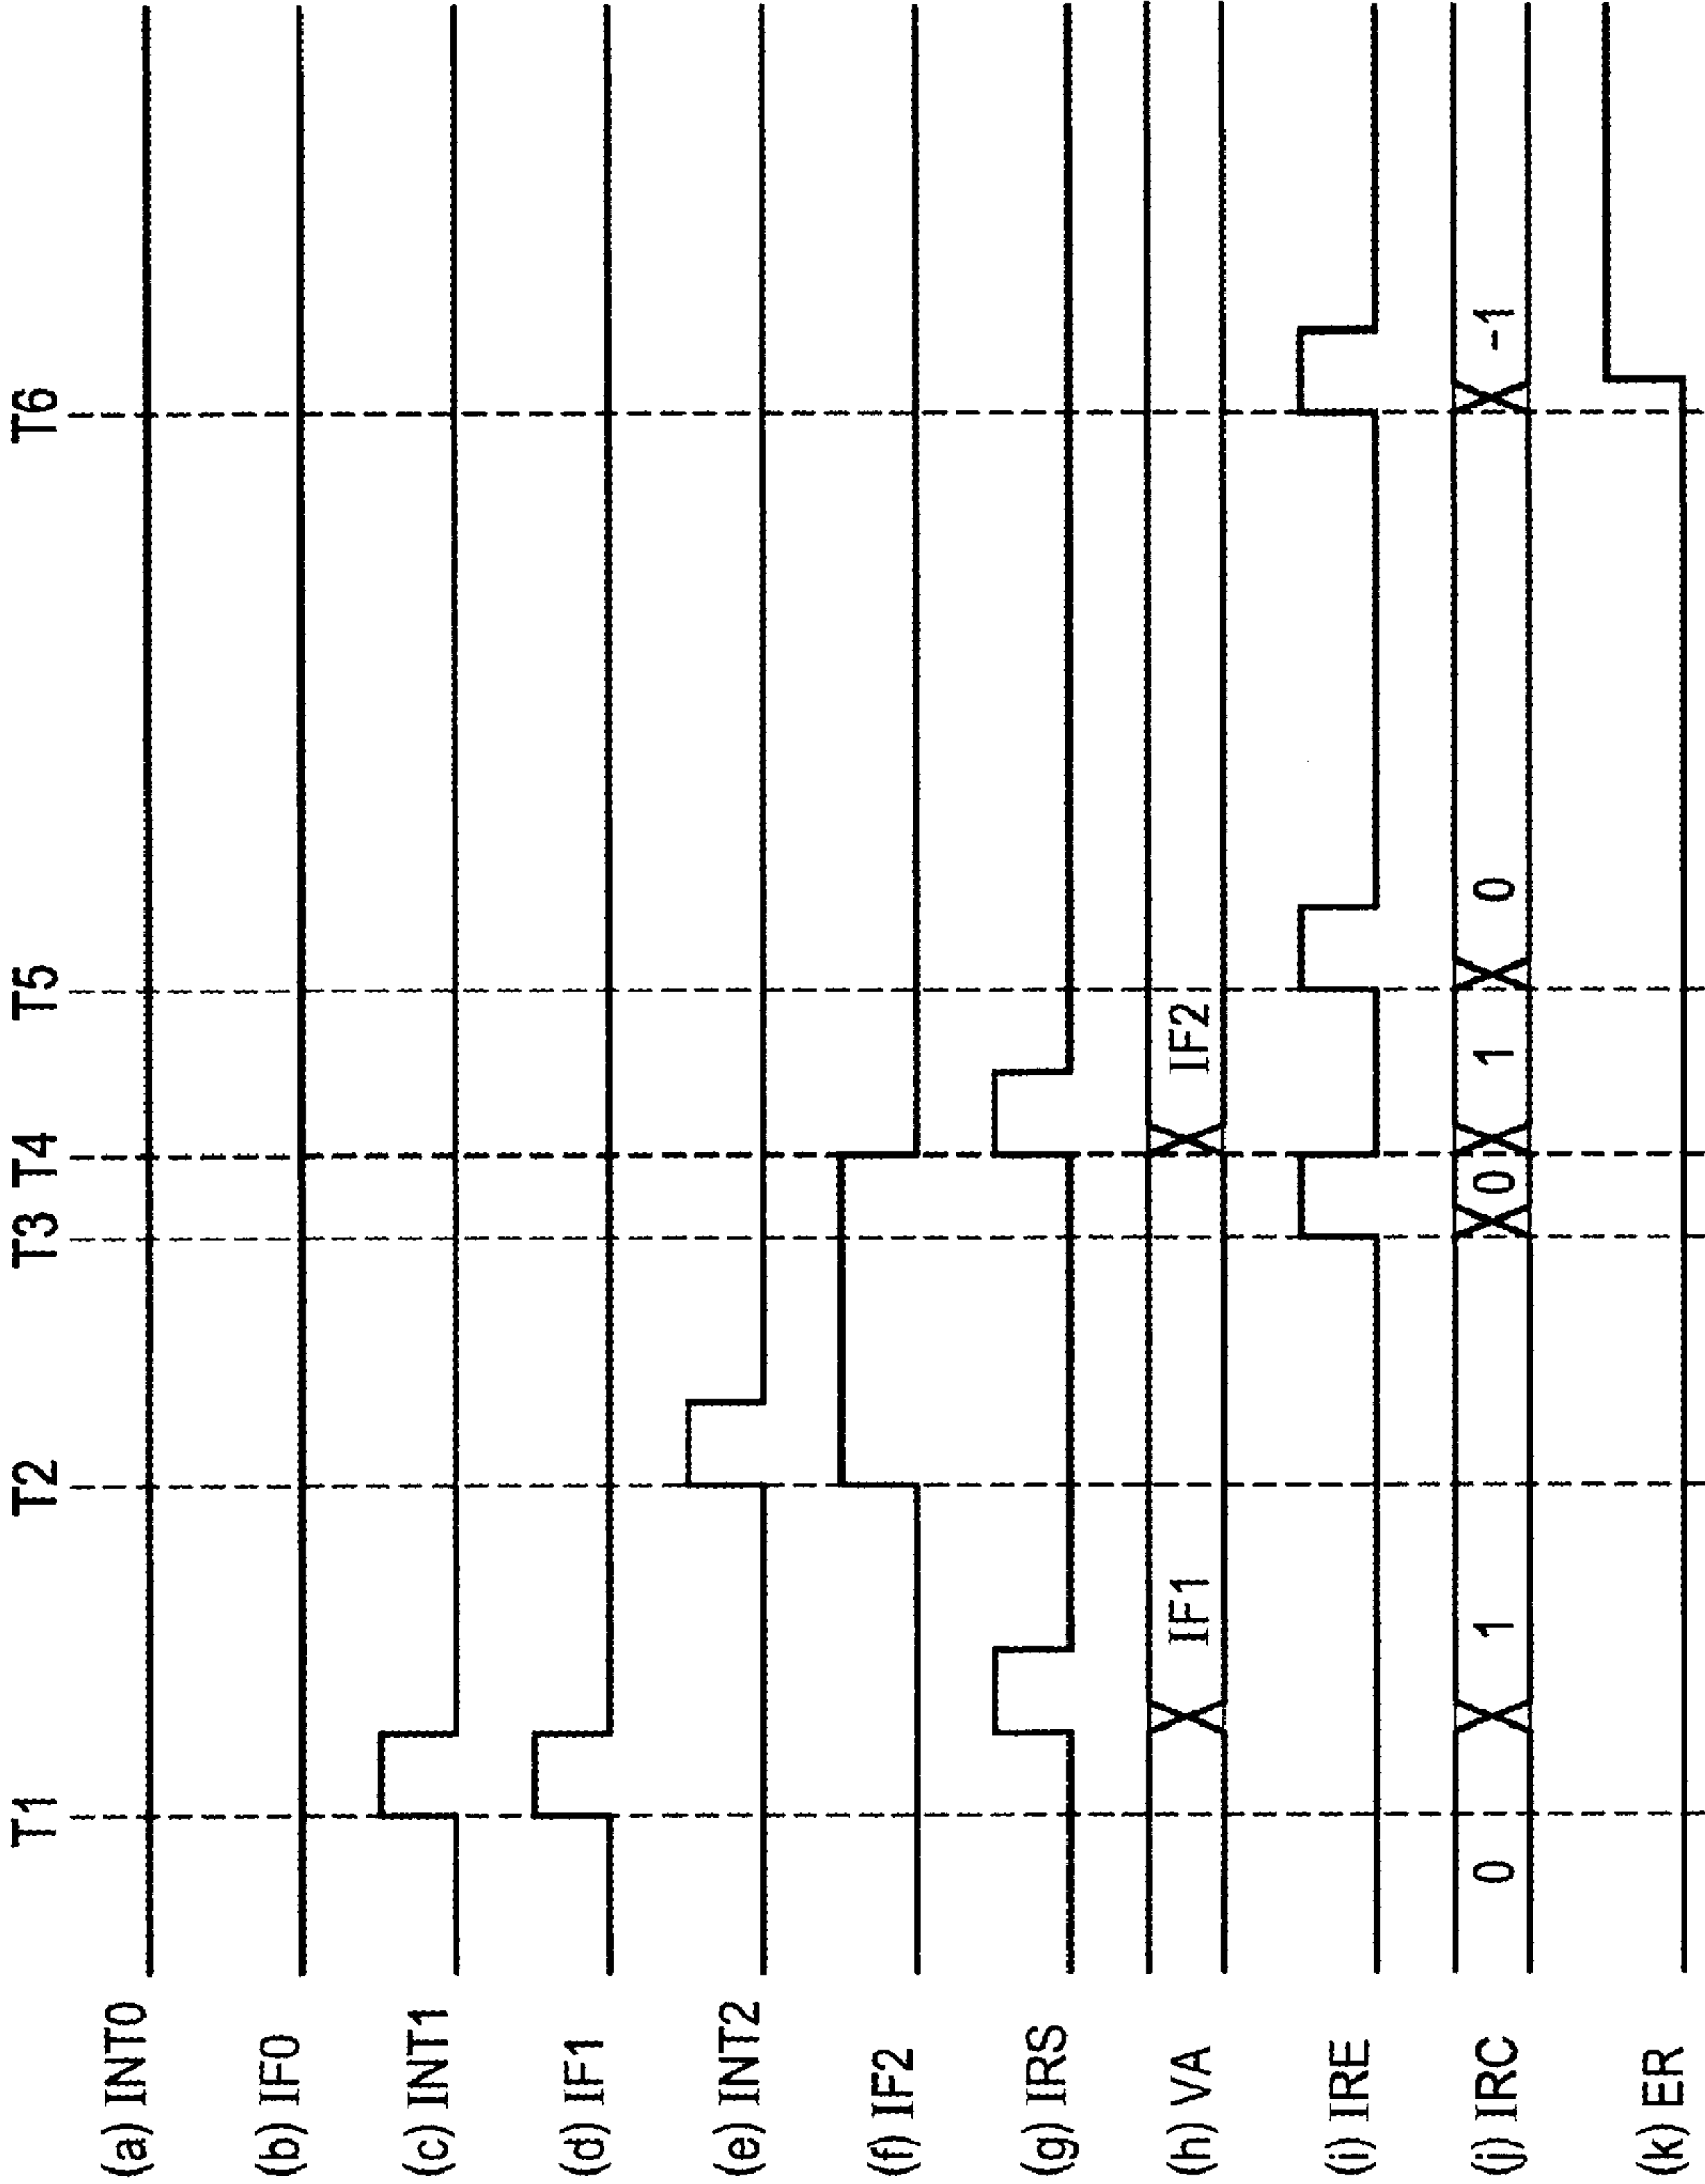 T1 T2 T3 T4 T5 T6
(a) INT0
(b) IF0
(c) INT1
(d) IF1
(e) INT2
(f) IF2
(g) IRS
(h) VA IF1 IF2
(i) IRE
(j) IRC 0 1 0 1 0 -1
(k) ER